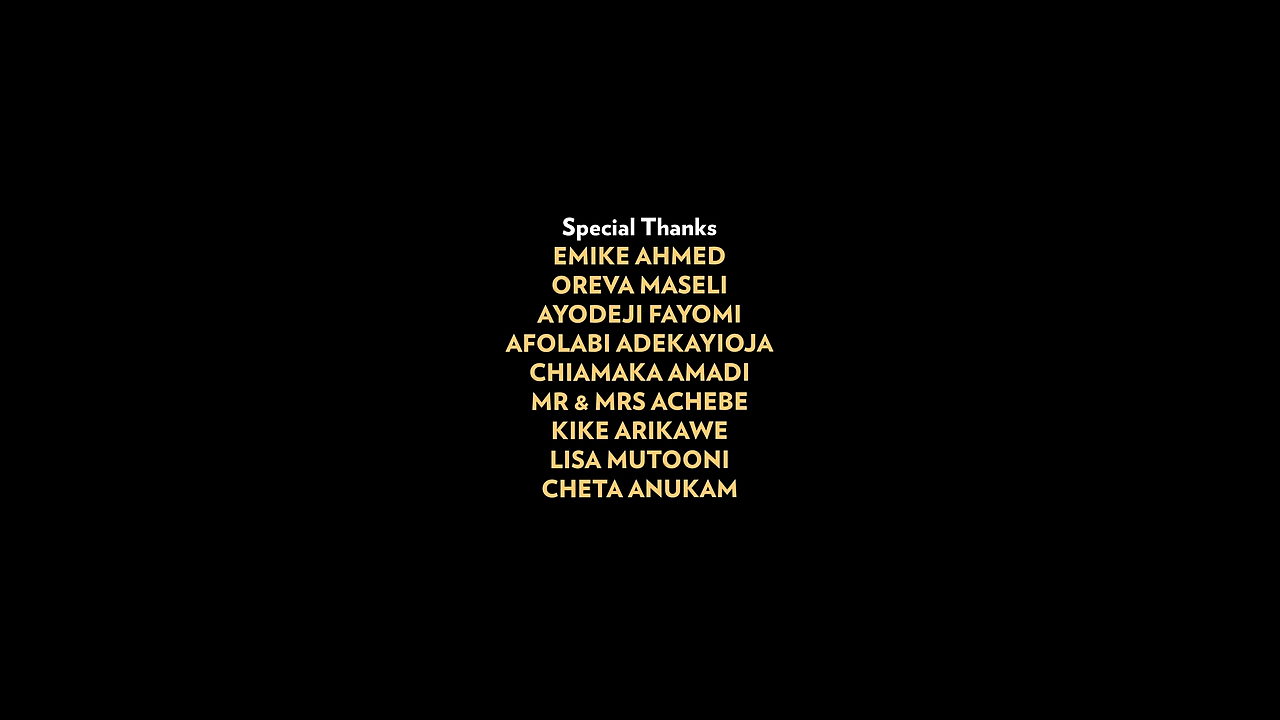 Special Thanks
EMIKE AHMED
OREVA MASELI
AYODEJI FAYOMI
AFOLABI ADEKAYIOJA
CHIAMAKA AMADI
MR & MRS ACHEBE
KIKE ARIKAWE
LISA MUTOONI
CHETA ANUKAM